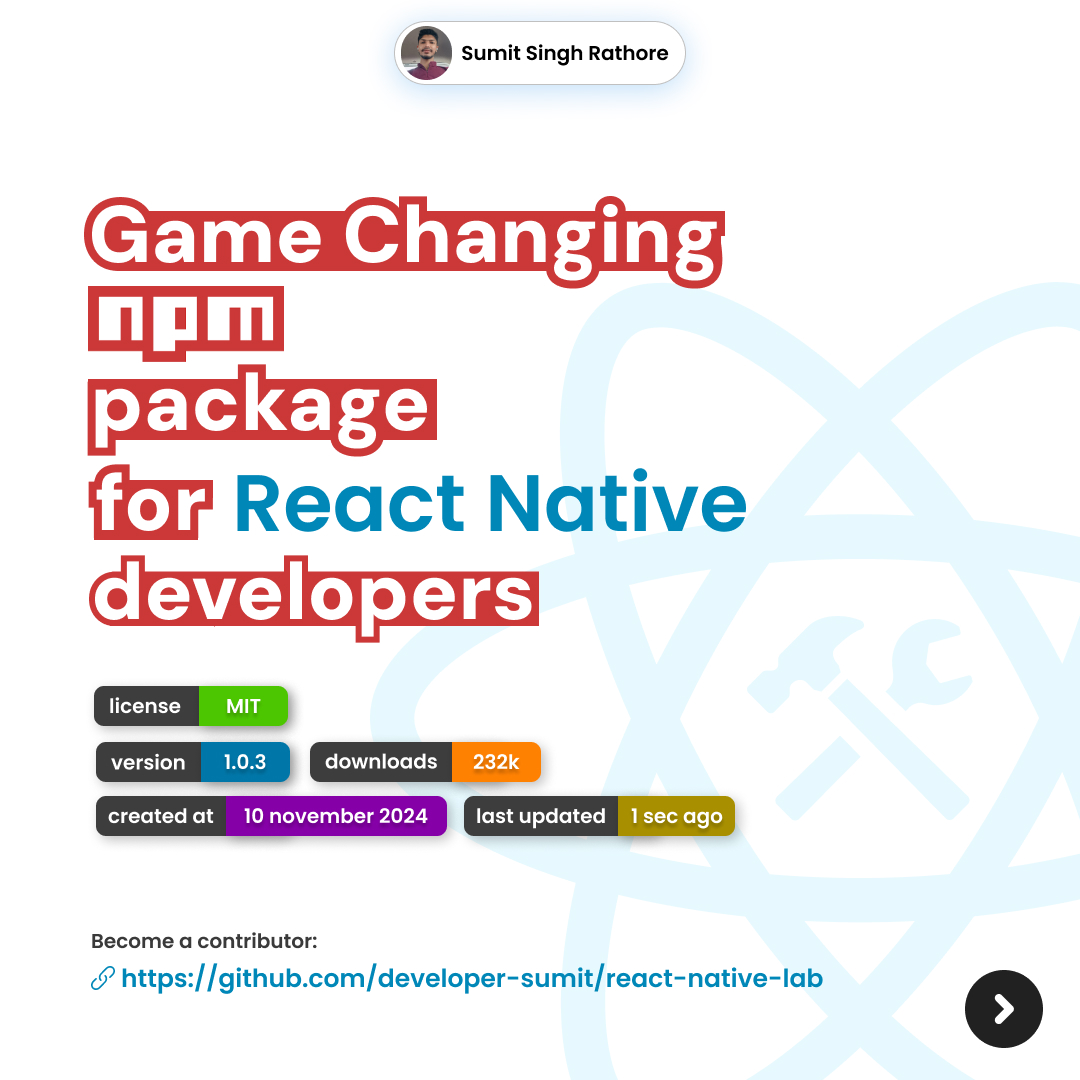 Sumit Singh Rathore
Game Changing
npm
package
for React Native
developers
license MIT
version 1.0.3 downloads 232k
created at 10 november 2024 last updated 1 sec ago
Become a contributor:
https://github.com/developer-sumit/react-native-lab